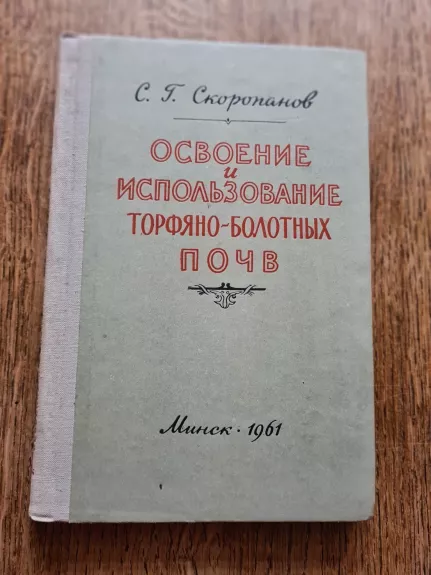 С. Г. Скоропанов
ОСВОЕНИЕ
и
ИСПОЛЬЗОВАНИЕ
ТОРФЯНО-БОЛОТНЫХ
ПОЧВ
Минск · 1961